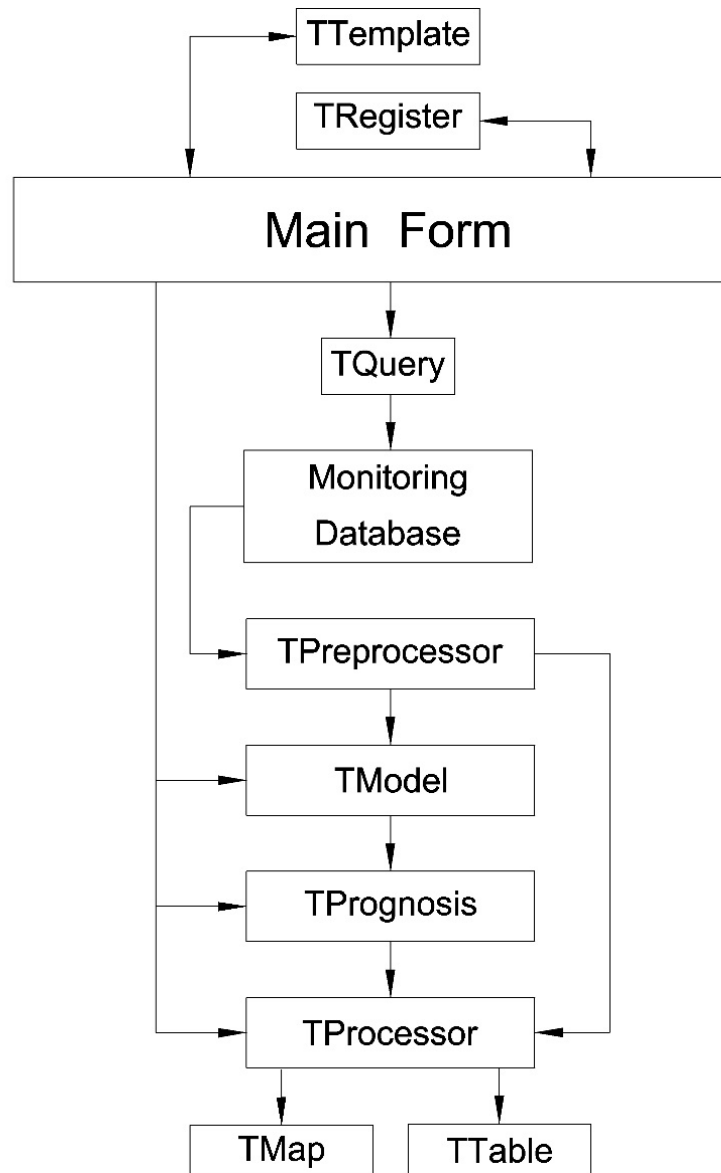 TTemplate
TRegister
Main Form
TQuery
Monitoring
Database
TPreprocessor
TModel
TPrognosis
TProcessor
TMap
TTable